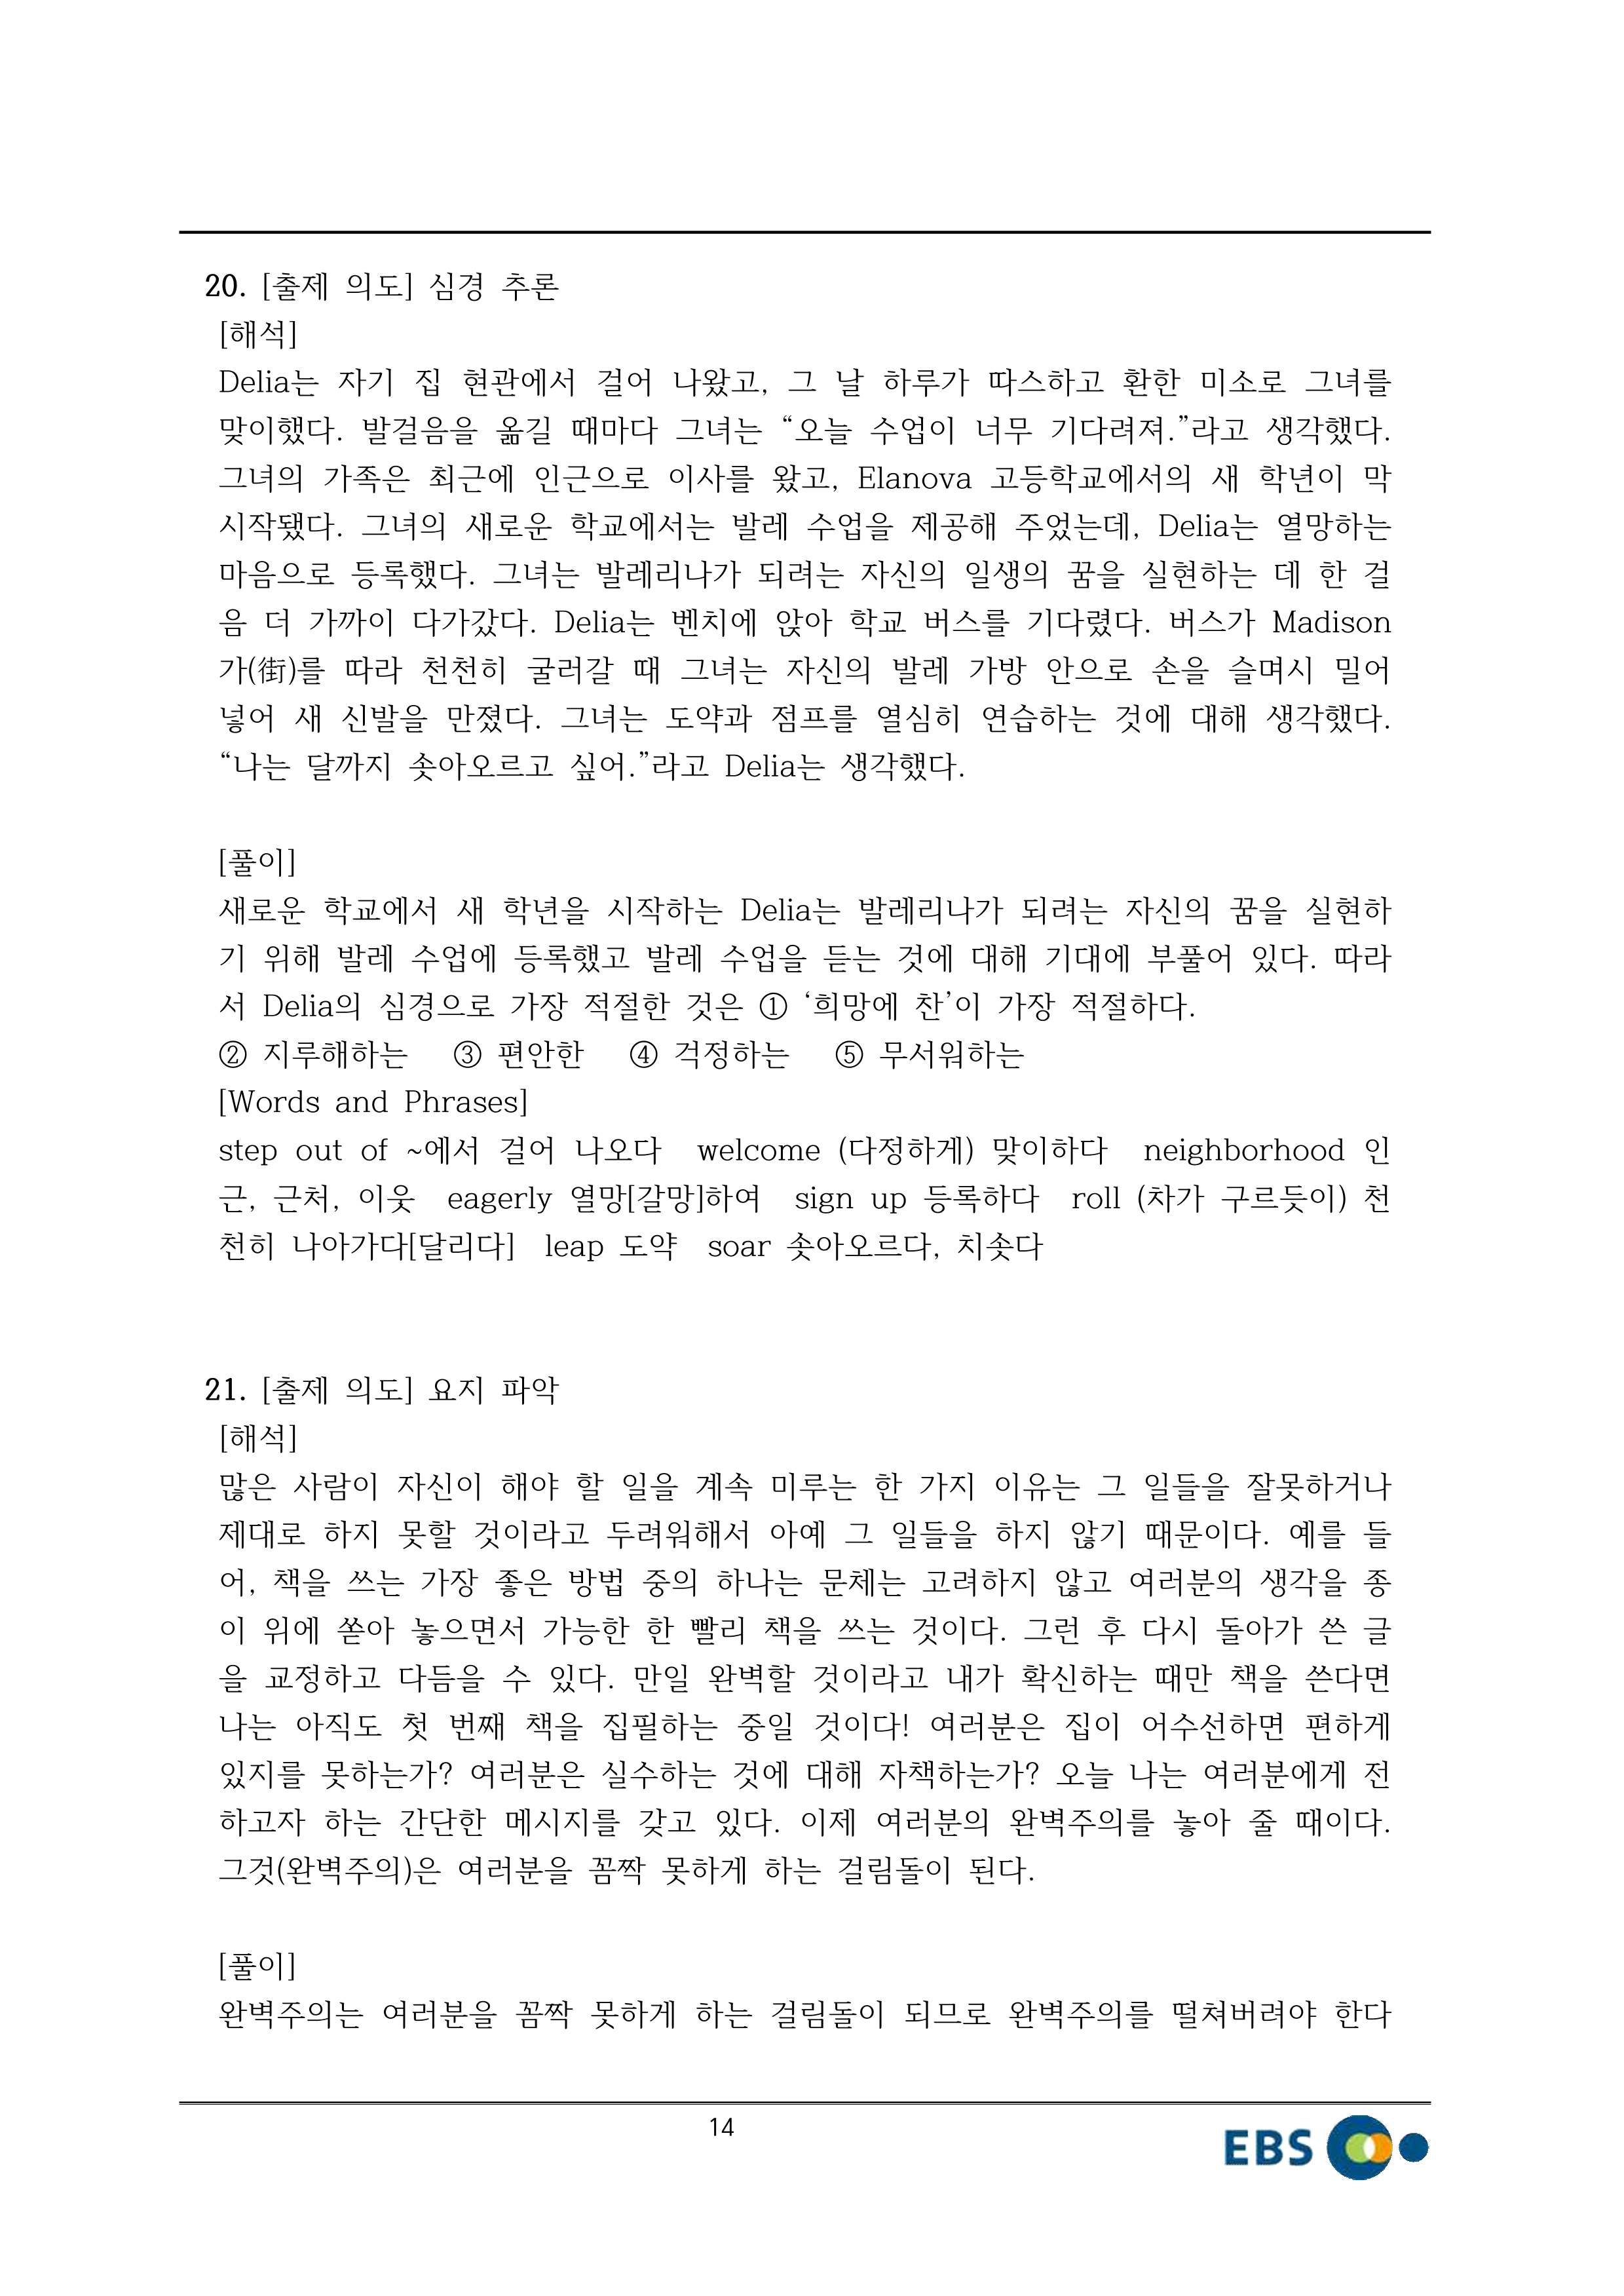 20. [출제 의도] 심경 추론
[해석]
Delia는 자기 집 현관에서 걸어 나왔고, 그 날 하루가 따스하고 환한 미소로 그녀를
맞이했다. 발걸음을 옮길 때마다 그녀는 “오늘 수업이 너무 기다려져.”라고 생각했다.
그녀의 가족은 최근에 인근으로 이사를 왔고, Elanova 고등학교에서의 새 학년이 막
시작됐다. 그녀의 새로운 학교에서는 발레 수업을 제공해 주었는데, Delia는 열망하는
마음으로 등록했다. 그녀는 발레리나가 되려는 자신의 일생의 꿈을 실현하는 데 한 걸
음 더 가까이 다가갔다. Delia는 벤치에 앉아 학교 버스를 기다렸다. 버스가 Madison
가(街)를 따라 천천히 굴러갈 때 그녀는 자신의 발레 가방 안으로 손을 슬며시 밀어
넣어 새 신발을 만졌다. 그녀는 도약과 점프를 열심히 연습하는 것에 대해 생각했다.
“나는 달까지 솟아오르고 싶어.”라고 Delia는 생각했다.
[풀이]
새로운 학교에서 새 학년을 시작하는 Delia는 발레리나가 되려는 자신의 꿈을 실현하
기 위해 발레 수업에 등록했고 발레 수업을 듣는 것에 대해 기대에 부풀어 있다. 따라
서 Delia의 심경으로 가장 적절한 것은 ① ‘희망에 찬’이 가장 적절하다.
② 지루해하는 ③ 편안한 ④ 걱정하는 ⑤ 무서워하는
[Words and Phrases]
step out of ~에서 걸어 나오다 welcome (다정하게) 맞이하다 neighborhood 인
근, 근처, 이웃 eagerly 열망[갈망]하여 sign up 등록하다 roll (차가 구르듯이) 천
천히 나아가다[달리다] leap 도약 soar 솟아오르다, 치솟다
21. [출제 의도] 요지 파악
[해석]
많은 사람이 자신이 해야 할 일을 계속 미루는 한 가지 이유는 그 일들을 잘못하거나
제대로 하지 못할 것이라고 두려워해서 아예 그 일들을 하지 않기 때문이다. 예를 들
어, 책을 쓰는 가장 좋은 방법 중의 하나는 문체는 고려하지 않고 여러분의 생각을 종
이 위에 쏟아 놓으면서 가능한 한 빨리 책을 쓰는 것이다. 그런 후 다시 돌아가 쓴 글
을 교정하고 다듬을 수 있다. 만일 완벽할 것이라고 내가 확신하는 때만 책을 쓴다면
나는 아직도 첫 번째 책을 집필하는 중일 것이다! 여러분은 집이 어수선하면 편하게
있지를 못하는가? 여러분은 실수하는 것에 대해 자책하는가? 오늘 나는 여러분에게 전
하고자 하는 간단한 메시지를 갖고 있다. 이제 여러분의 완벽주의를 놓아 줄 때이다.
그것(완벽주의)은 여러분을 꼼짝 못하게 하는 걸림돌이 된다.
[풀이]
완벽주의는 여러분을 꼼짝 못하게 하는 걸림돌이 되므로 완벽주의를 떨쳐버려야 한다
14
EBS